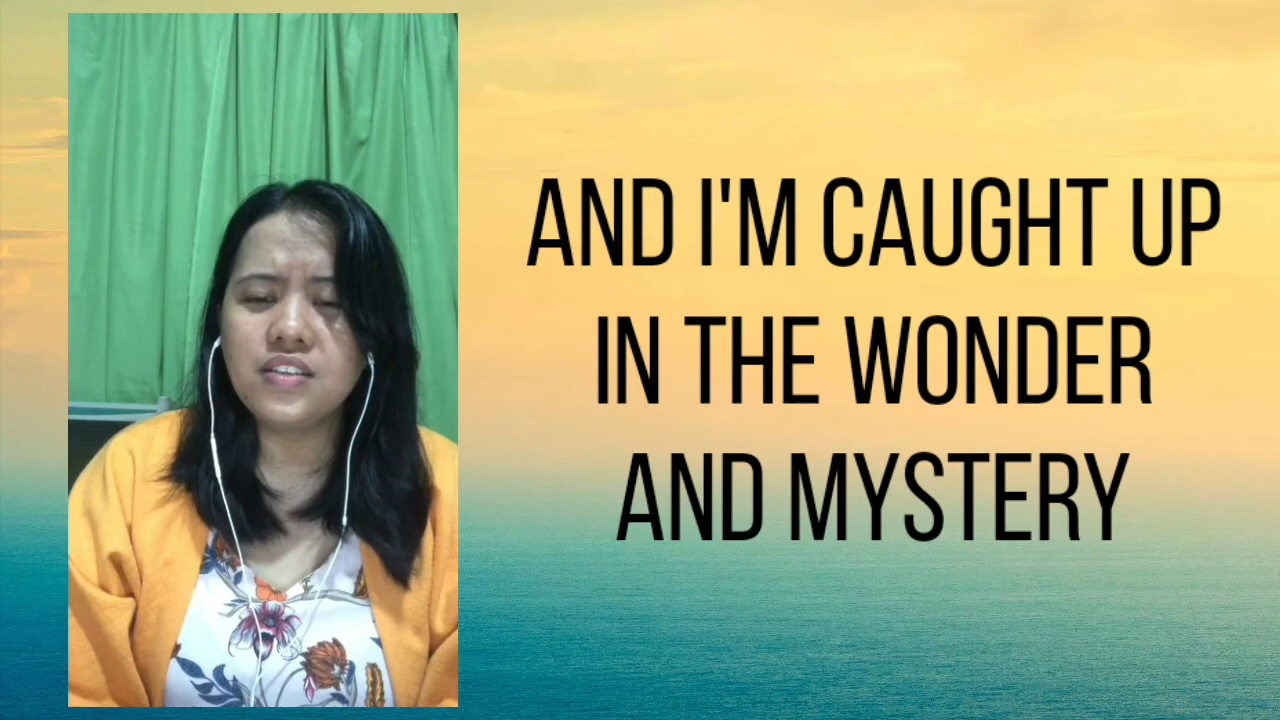 AND I'M CAUGHT UP
IN THE WONDER
AND MYSTERY